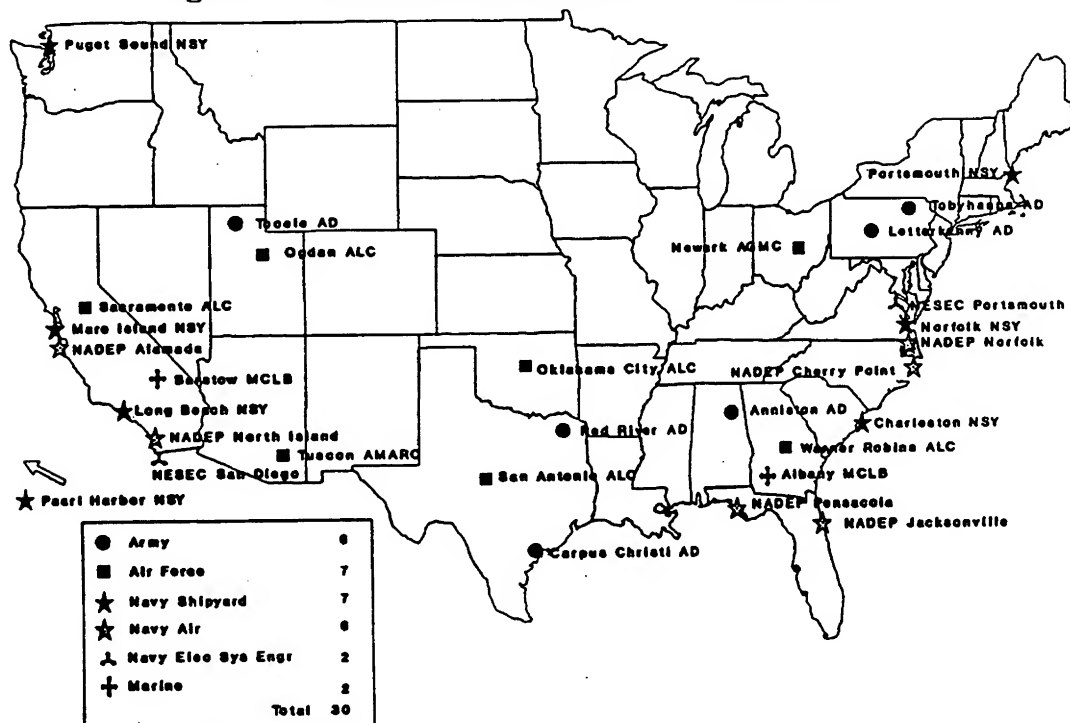 Puget Sound NSY
Portsmouth NSY
Tobyhanna AD
Tooele AD
Letterkenny AD
Newark AGMC
Ogden ALC
Sacramento ALC
ESEC Portsmouth
Mare Island NSY
Norfolk NSY
NADEP Alameda
NADEP Norfolk
Oklahoma City ALC
NADEP Cherry Point
Barstow MCLB
Long Beach NSY
Anniston AD
Charleston NSY
Red River AD
NADEP North Island
Warner Robins ALC
Tuscon AMARC
NESEC San Diego
San Antonio ALC
Albany MCLB
Pearl Harbor NSY
NADEP Pensacola
NADEP Jacksonville
Corpus Christi AD
Army 6
Air Force 7
Navy Shipyard 7
Navy Air 6
Navy Elec Sys Engr 2
Marine 2
Total 30